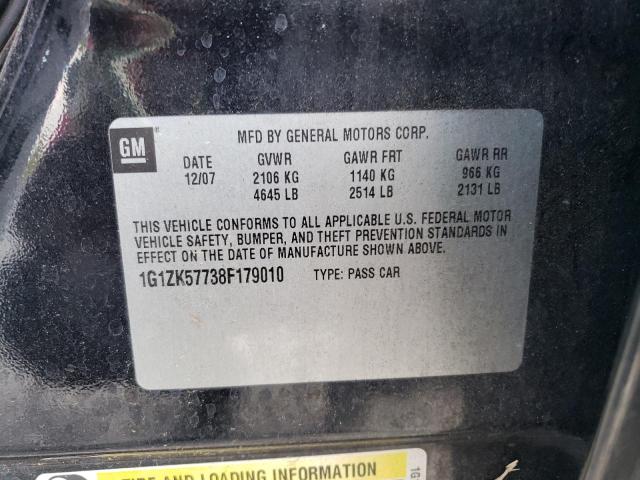 GM
MFD BY GENERAL MOTORS CORP.
DATE GVWR GAWR FRT GAWR RR
12/07 2106 KG 1140 KG 966 KG
4645 LB 2514 LB 2131 LB
THIS VEHICLE CONFORMS TO ALL APPLICABLE U.S. FEDERAL MOTOR
VEHICLE SAFETY, BUMPER, AND THEFT PREVENTION STANDARDS IN
EFFECT ON THE DATE OF MANUFACTURE SHOWN ABOVE.
1G1ZK57738F179010 TYPE: PASS CAR
TIRE AND LOADING INFORMATION
1G